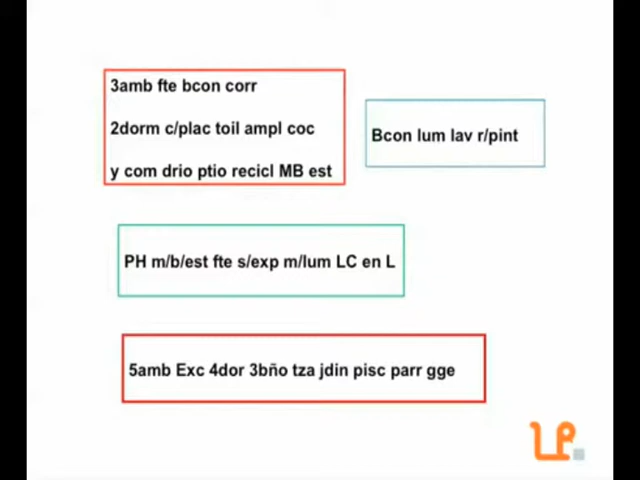 3amb fte bcon corr
2dorm c/plac toil ampl coc
y com drio ptio recicl MB est
Bcon lum lav r/pint
PH m/b/est fte s/exp m/lum LC en L
5amb Exc 4dor 3bño tza jdin pisc parr gge
LP.